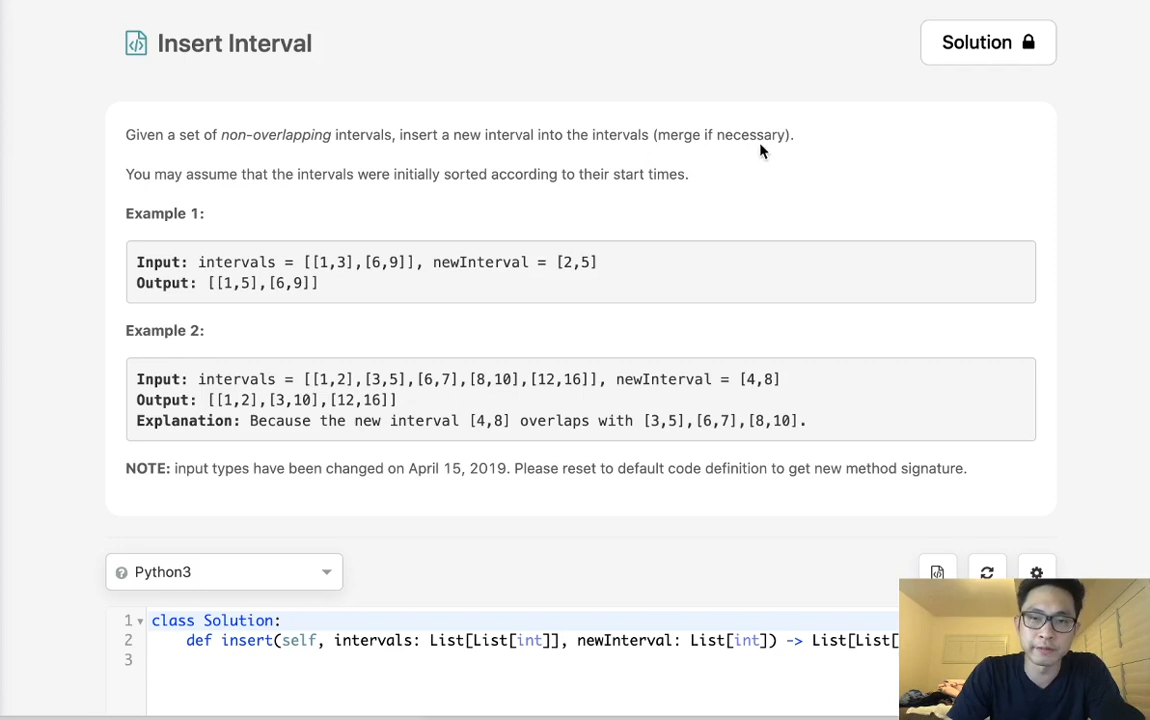 Insert Interval
Solution
Given a set of non-overlapping intervals, insert a new interval into the intervals (merge if necessary).
You may assume that the intervals were initially sorted according to their start times.
Example 1:
Input: intervals = [[1,3],[6,9]], newInterval = [2,5]
Output: [[1,5],[6,9]]
Example 2:
Input: intervals = [[1,2],[3,5],[6,7],[8,10],[12,16]], newInterval = [4,8]
Output: [[1,2],[3,10],[12,16]]
Explanation: Because the new interval [4,8] overlaps with [3,5],[6,7],[8,10].
NOTE: input types have been changed on April 15, 2019. Please reset to default code definition to get new method signature.
Python3
1 class Solution:
2 def insert(self, intervals: List[List[int]], newInterval: List[int]) -> List[List[
3